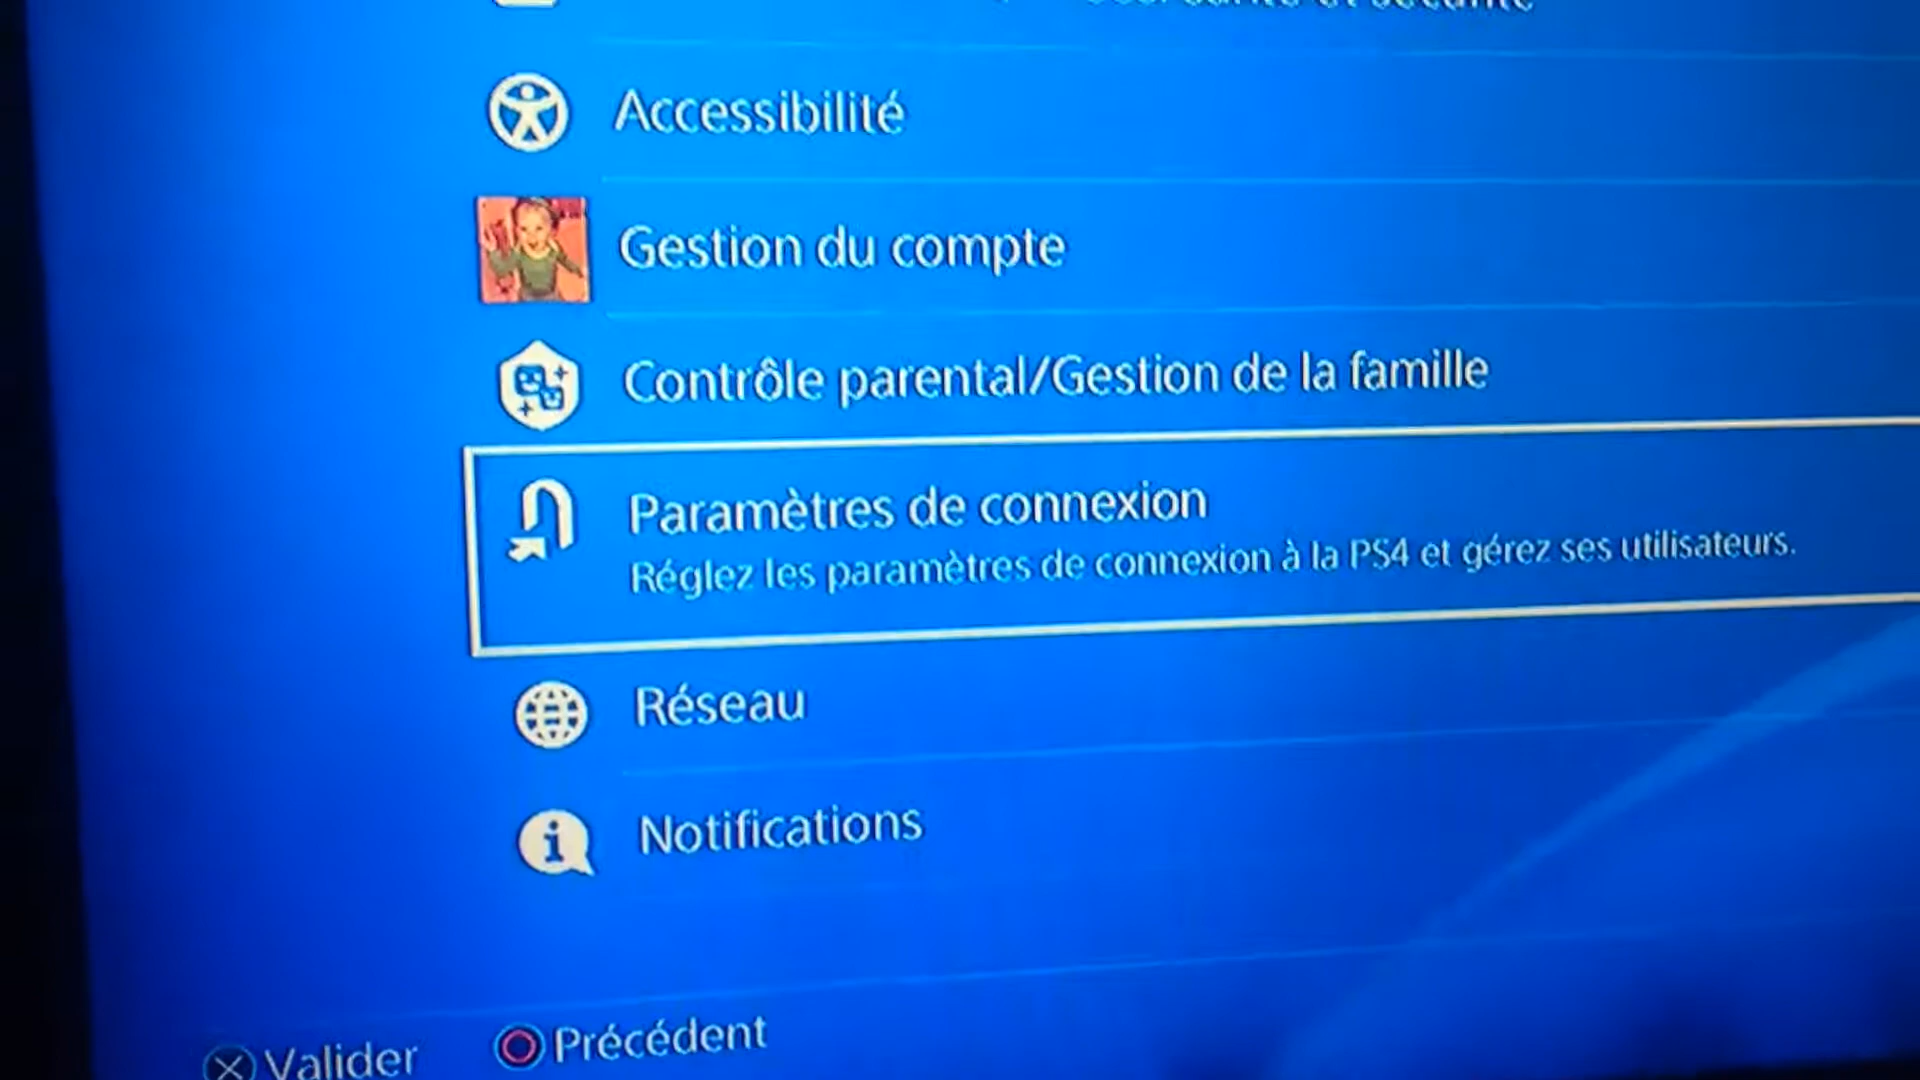 Accessibilité
Gestion du compte
Contrôle parental/Gestion de la famille
Paramètres de connexion
Réglez les paramètres de connexion à la PS4 et gérez ses utilisateurs.
Réseau
Notifications
Valider
Précédent